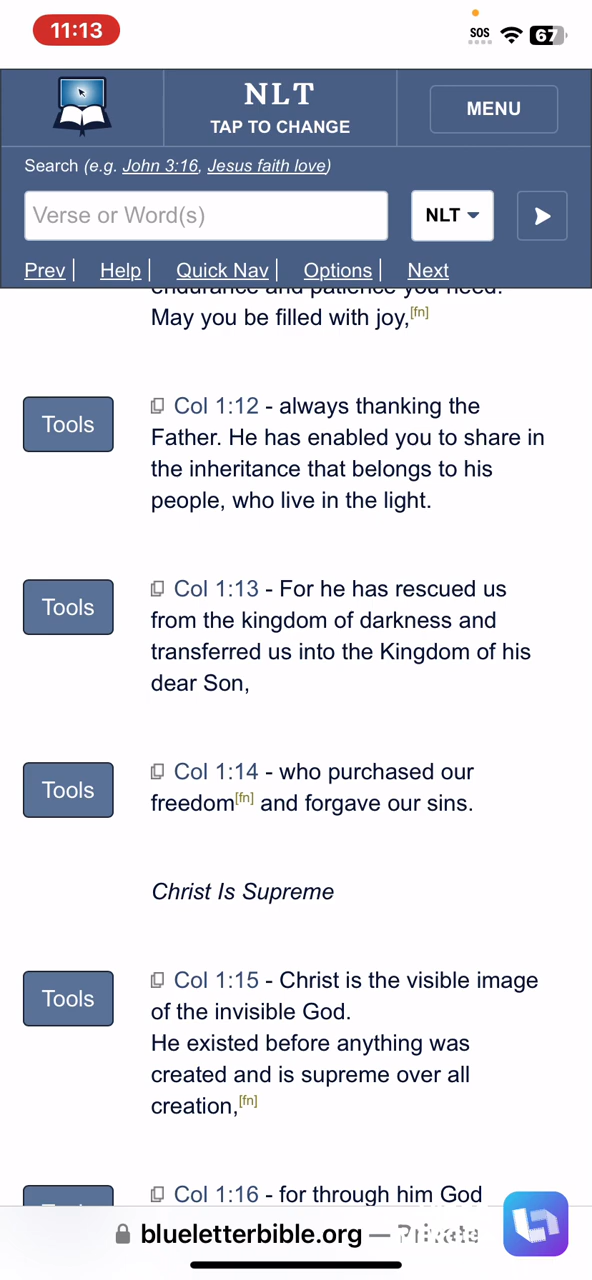 11:13
SOS
67
NLT
TAP TO CHANGE
MENU
Search (e.g. John 3:16, Jesus faith love)
Verse or Word(s)
NLT
Prev | Help | Quick Nav | Options | Next
endurance and patience you need.
May you be filled with joy,[fn]
Tools
Col 1:12 - always thanking the
Father. He has enabled you to share in
the inheritance that belongs to his
people, who live in the light.
Tools
Col 1:13 - For he has rescued us
from the kingdom of darkness and
transferred us into the Kingdom of his
dear Son,
Tools
Col 1:14 - who purchased our
freedom[fn] and forgave our sins.
Christ Is Supreme
Tools
Col 1:15 - Christ is the visible image
of the invisible God.
He existed before anything was
created and is supreme over all
creation,[fn]
Col 1:16 - for through him God
blueletterbible.org —